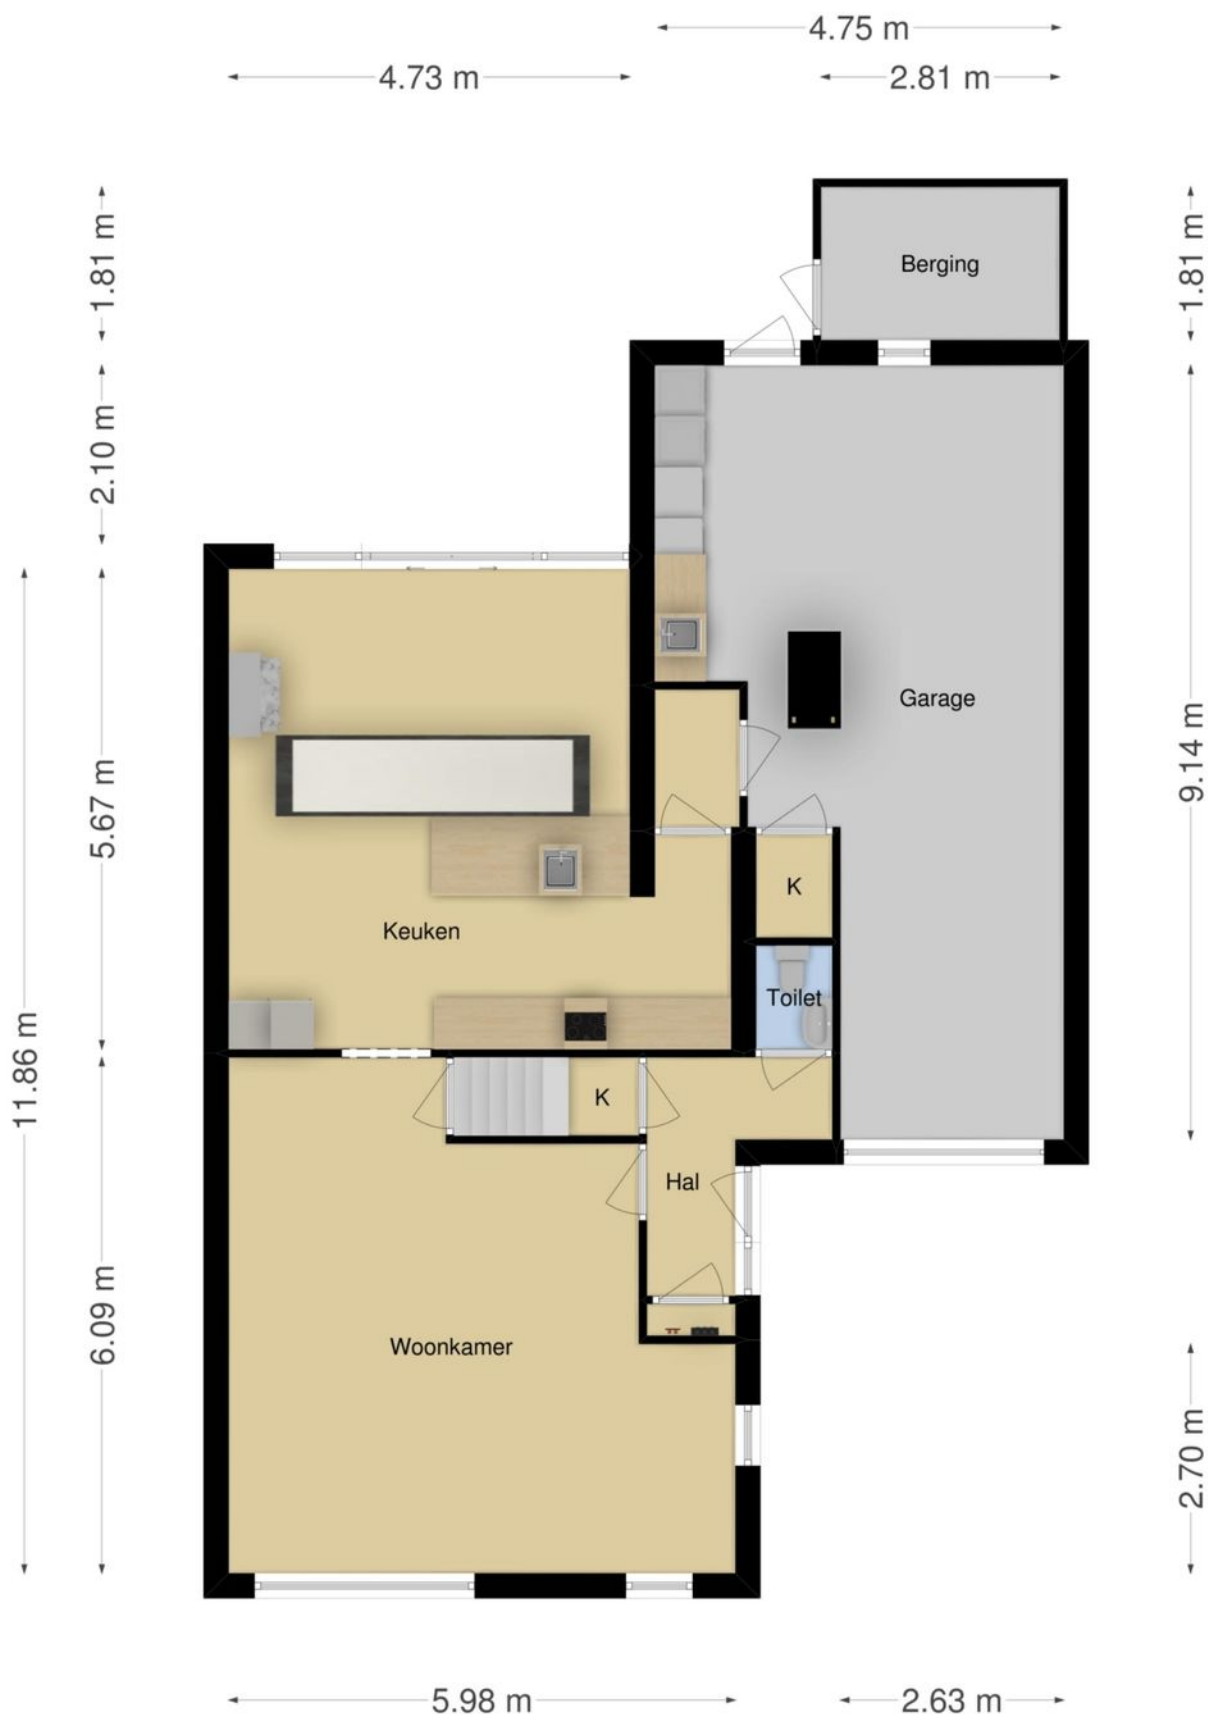 4.75 m
4.73 m
2.81 m
1.81 m
1.81 m
Berging
2.10 m
9.14 m
Garage
5.67 m
K
Keuken
Toilet
11.86 m
K
Hal
6.09 m
Woonkamer
2.70 m
5.98 m
2.63 m